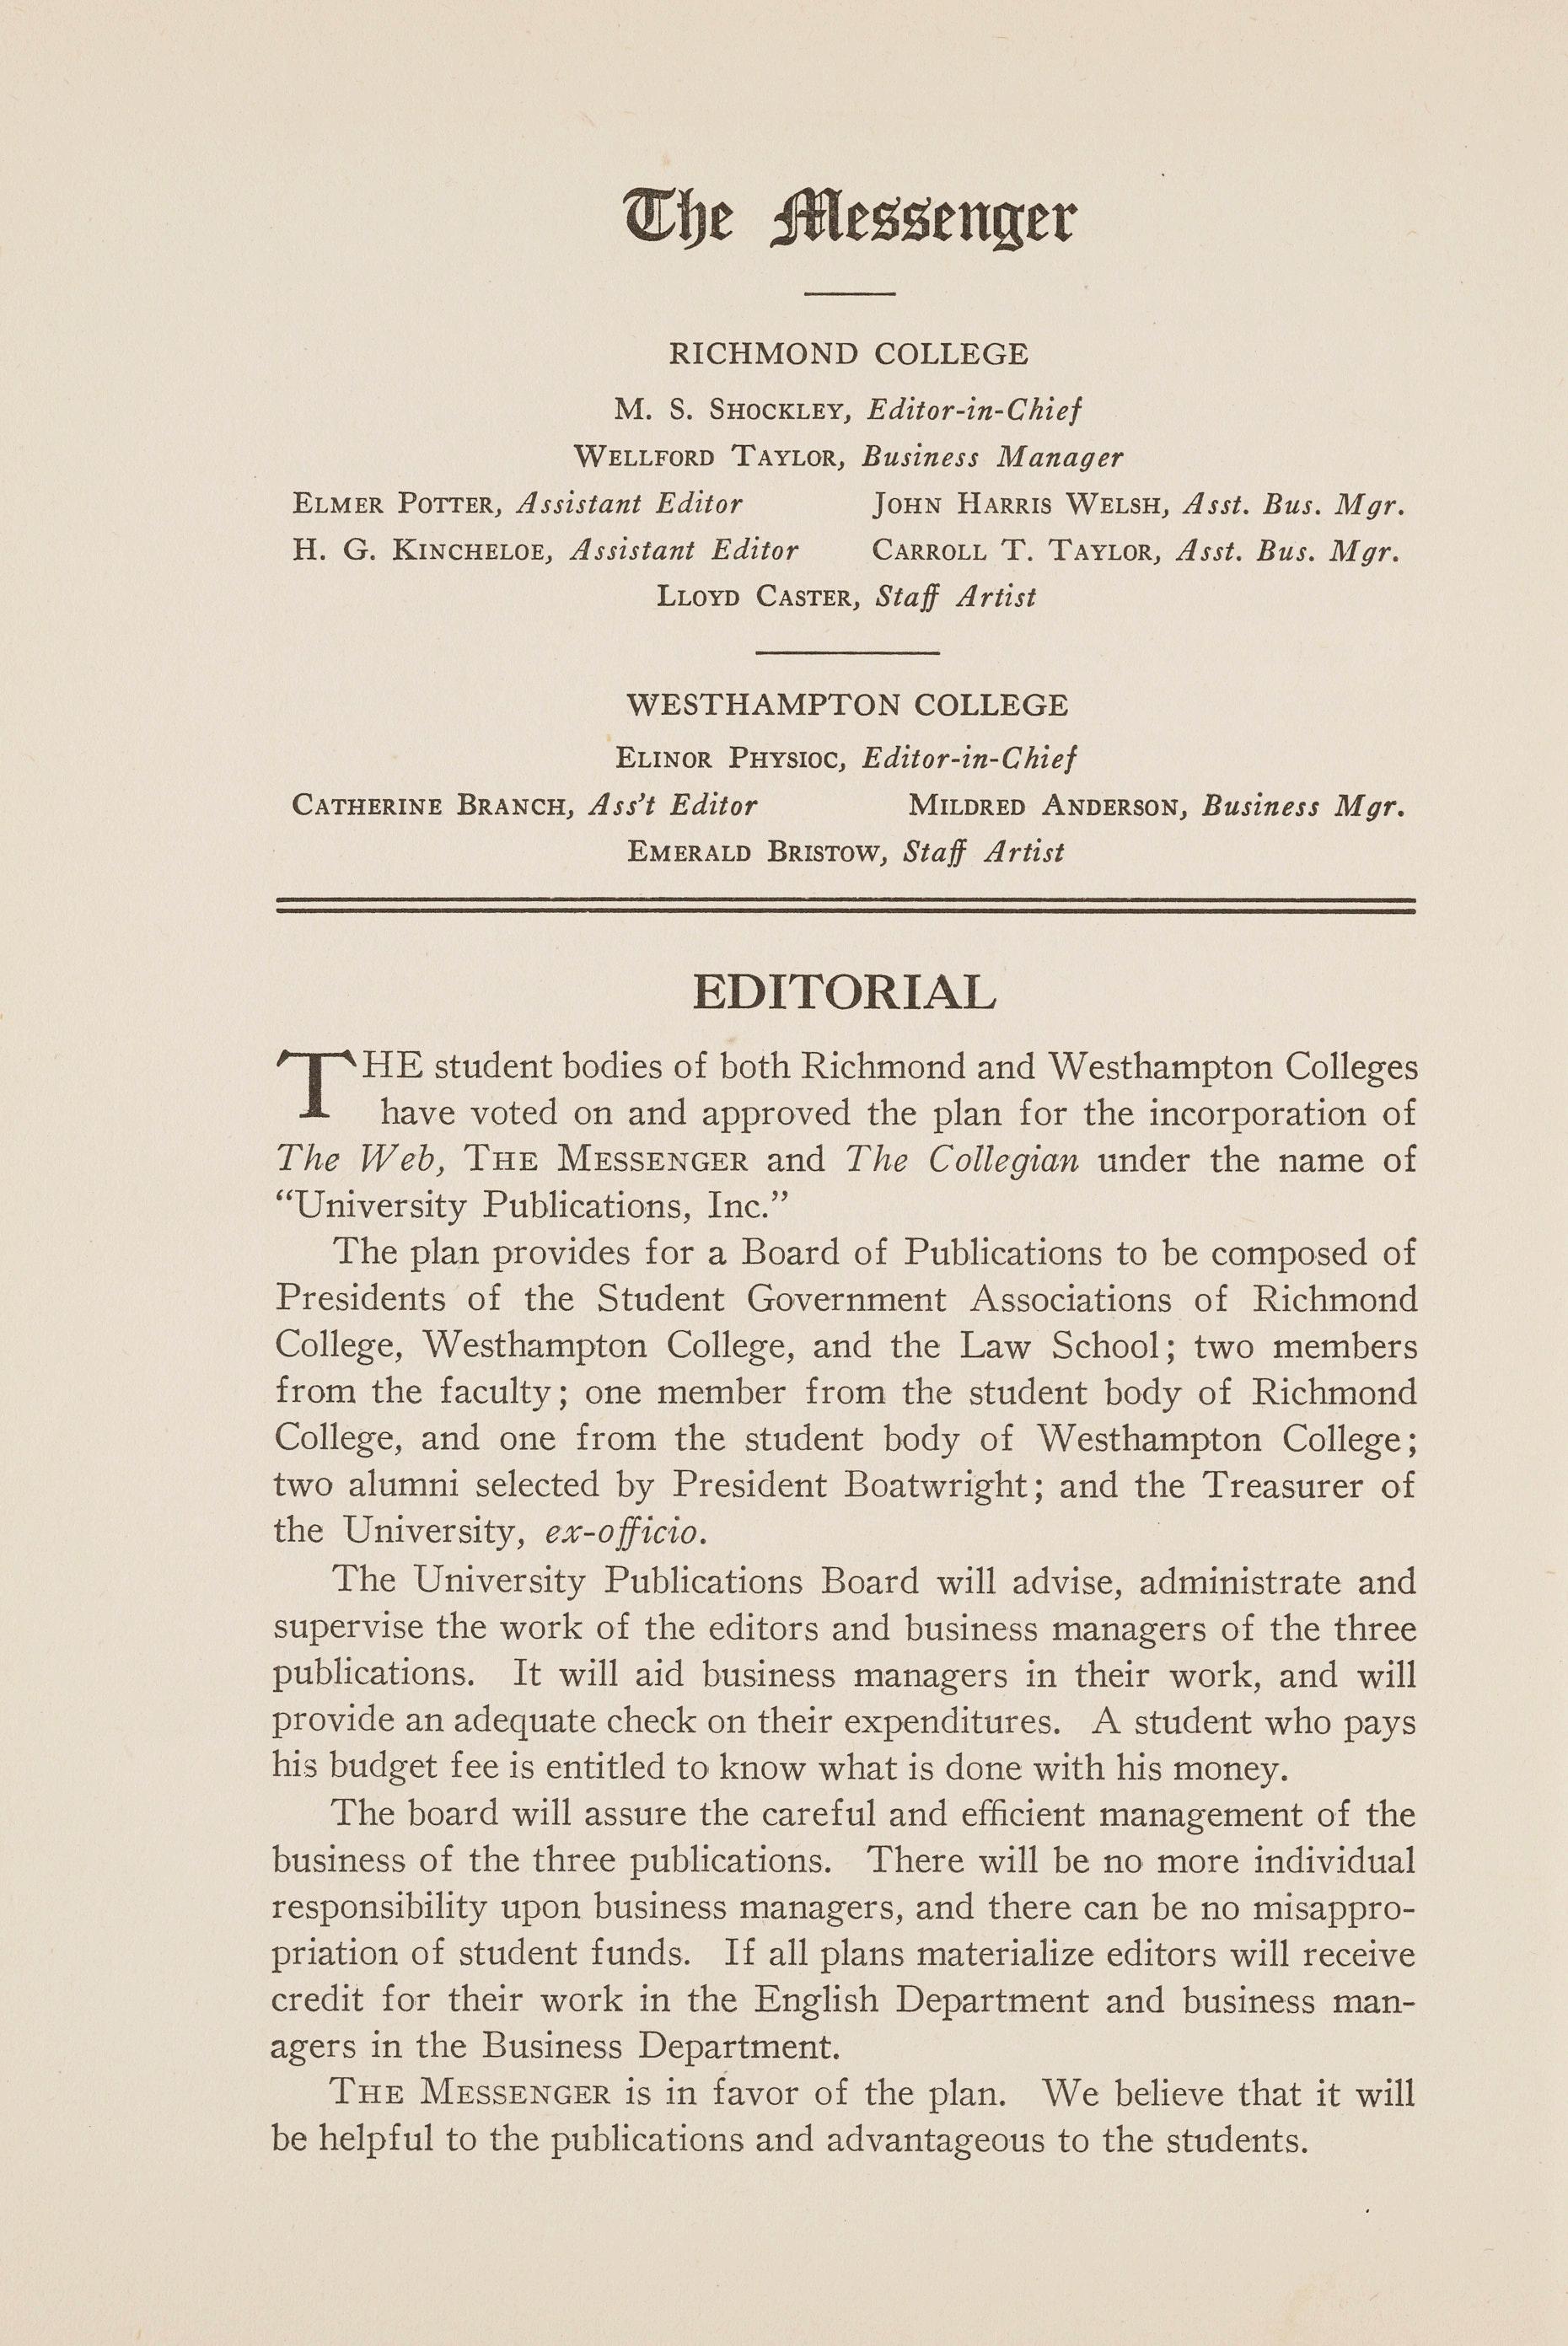 The Messenger
RICHMOND COLLEGE
M. S. SHOCKLEY, Editor-in-Chief
WELLFORD TAYLOR, Business Manager
ELMER POTTER, Assistant Editor JOHN HARRIS WELSH, Asst. Bus. Mgr.
H. G. KINCHELOE, Assistant Editor CARROLL T. TAYLOR, Asst. Bus. Mgr.
LLOYD CASTER, Staff Artist
WESTHAMPTON COLLEGE
ELINOR PHYSIOC, Editor-in-Chief
CATHERINE BRANCH, Ass't Editor MILDRED ANDERSON, Business Mgr.
EMERALD BRISTOW, Staff Artist
EDITORIAL
THE student bodies of both Richmond and Westhampton Colleges
have voted on and approved the plan for the incorporation of
The Web, THE MESSENGER and The Collegian under the name of
“University Publications, Inc.”
The plan provides for a Board of Publications to be composed of
Presidents of the Student Government Associations of Richmond
College, Westhampton College, and the Law School; two members
from the faculty; one member from the student body of Richmond
College, and one from the student body of Westhampton College;
two alumni selected by President Boatwright; and the Treasurer of
the University, ex-officio.
The University Publications Board will advise, administrate and
supervise the work of the editors and business managers of the three
publications. It will aid business managers in their work, and will
provide an adequate check on their expenditures. A student who pays
his budget fee is entitled to know what is done with his money.
The board will assure the careful and efficient management of the
business of the three publications. There will be no more individual
responsibility upon business managers, and there can be no misappro-
priation of student funds. If all plans materialize editors will receive
credit for their work in the English Department and business man-
agers in the Business Department.
THE MESSENGER is in favor of the plan. We believe that it will
be helpful to the publications and advantageous to the students.